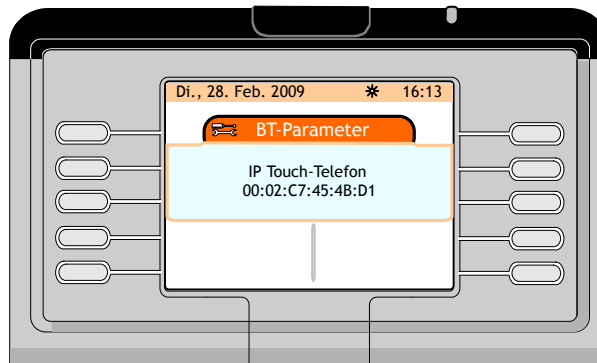 Di., 28. Feb. 2009 16:13
BT-Parameter
IP Touch-Telefon
00:02:C7:45:4B:D1